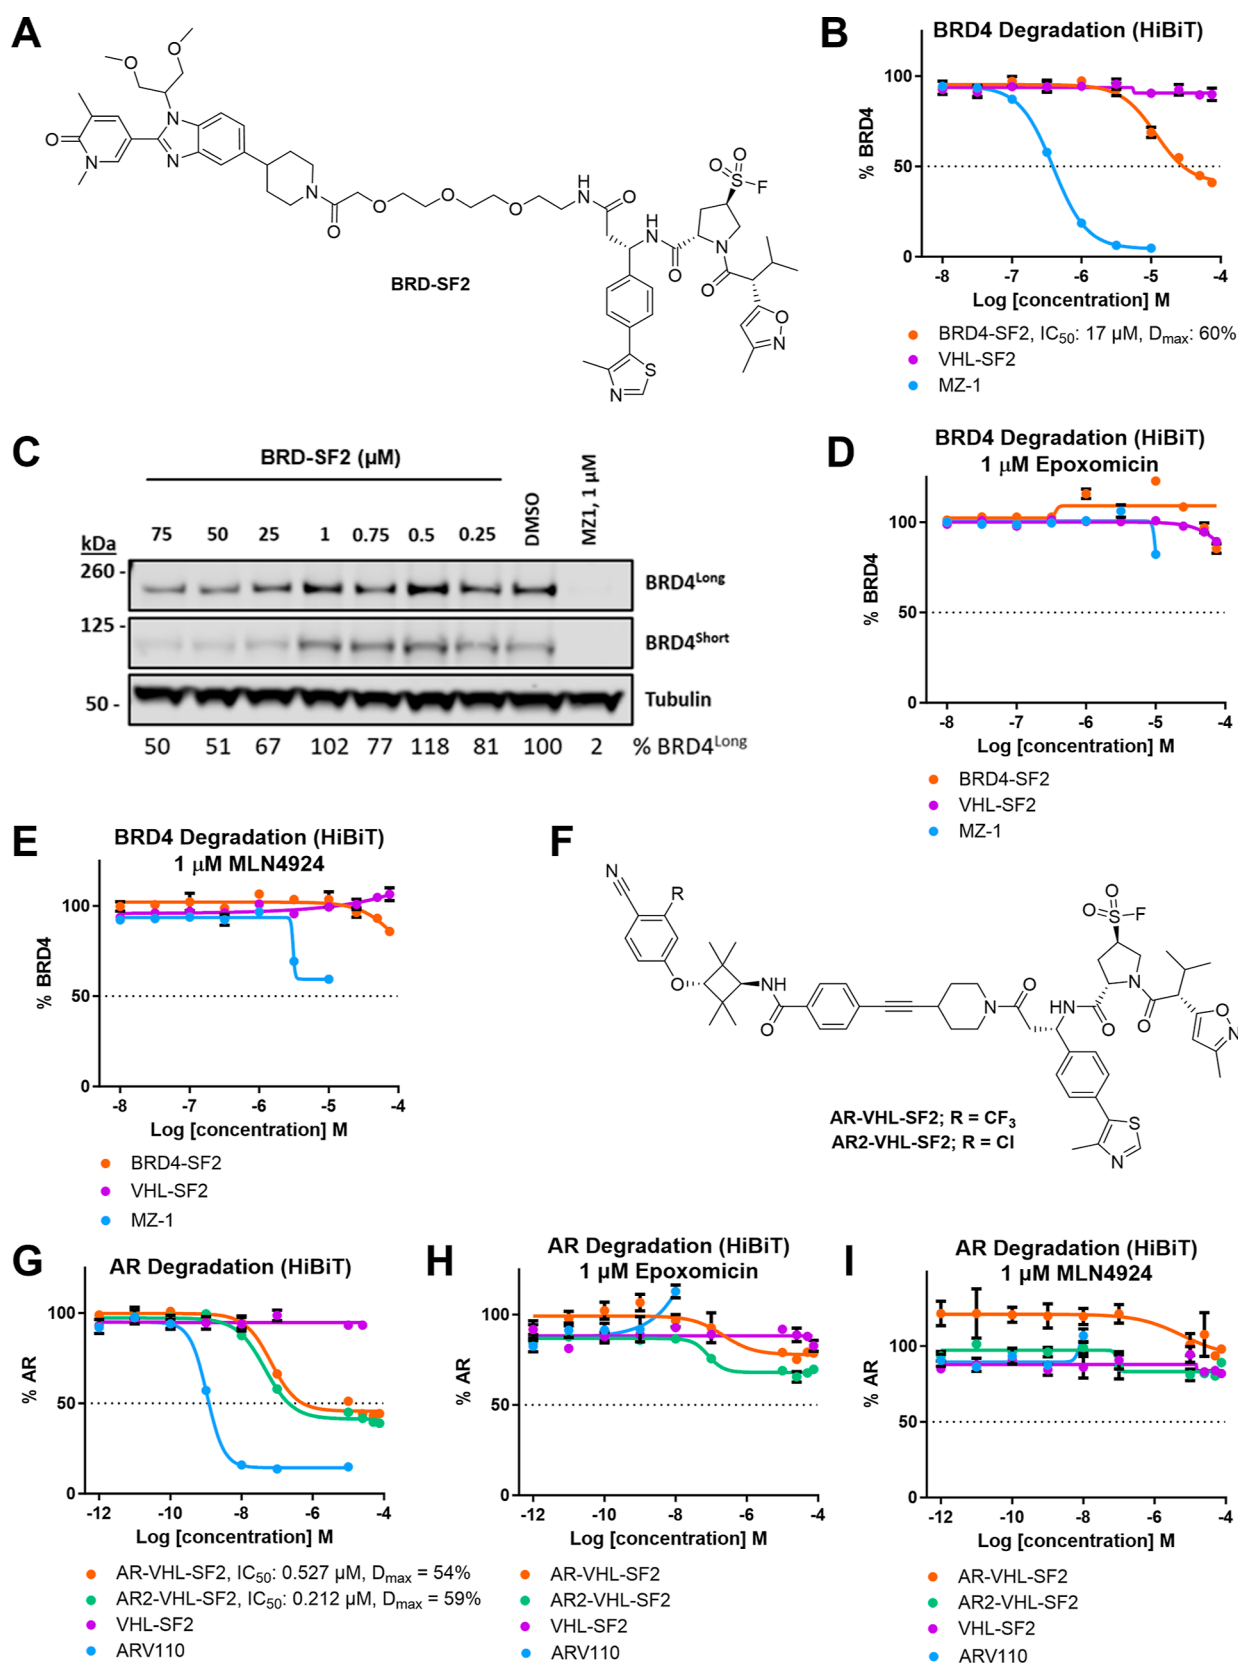 A
BRD-SF2
B
BRD4 Degradation (HiBiT)
% BRD4
100
50
0
-8 -7 -6 -5 -4
Log [concentration] M
BRD4-SF2, IC50: 17 µM, Dmax: 60%
VHL-SF2
MZ-1
C
BRD-SF2 (µM)
75 50 25 1 0.75 0.5 0.25 DMSO MZ1, 1 µM
kDa
260 -
125 -
50 -
BRD4Long
BRD4Short
Tubulin
50 51 67 102 77 118 81 100 2 % BRD4Long
D
BRD4 Degradation (HiBiT)
1 µM Epoxomicin
% BRD4
100
50
0
-8 -7 -6 -5 -4
Log [concentration] M
BRD4-SF2
VHL-SF2
MZ-1
E
BRD4 Degradation (HiBiT)
1 µM MLN4924
% BRD4
100
50
0
-8 -7 -6 -5 -4
Log [concentration] M
BRD4-SF2
VHL-SF2
MZ-1
F
AR-VHL-SF2; R = CF3
AR2-VHL-SF2; R = Cl
G
AR Degradation (HiBiT)
% AR
100
50
0
-12 -10 -8 -6 -4
Log [concentration] M
AR-VHL-SF2, IC50: 0.527 µM, Dmax = 54%
AR2-VHL-SF2, IC50: 0.212 µM, Dmax = 59%
VHL-SF2
ARV110
H
AR Degradation (HiBiT)
1 µM Epoxomicin
% AR
100
50
0
-12 -10 -8 -6 -4
Log [concentration] M
AR-VHL-SF2
AR2-VHL-SF2
VHL-SF2
ARV110
I
AR Degradation (HiBiT)
1 µM MLN4924
% AR
100
50
0
-12 -10 -8 -6 -4
Log [concentration] M
AR-VHL-SF2
AR2-VHL-SF2
VHL-SF2
ARV110